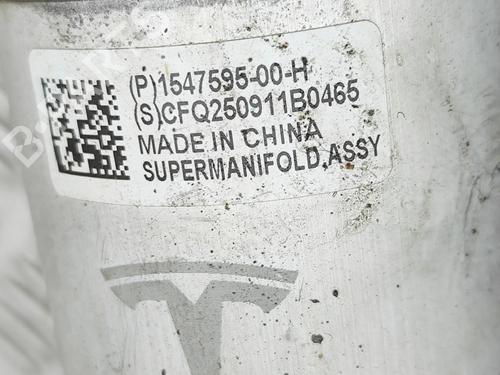 (P)1547595-00-H
(S)CFQ250911B0465
MADE IN CHINA
SUPERMANIFOLD,ASSY